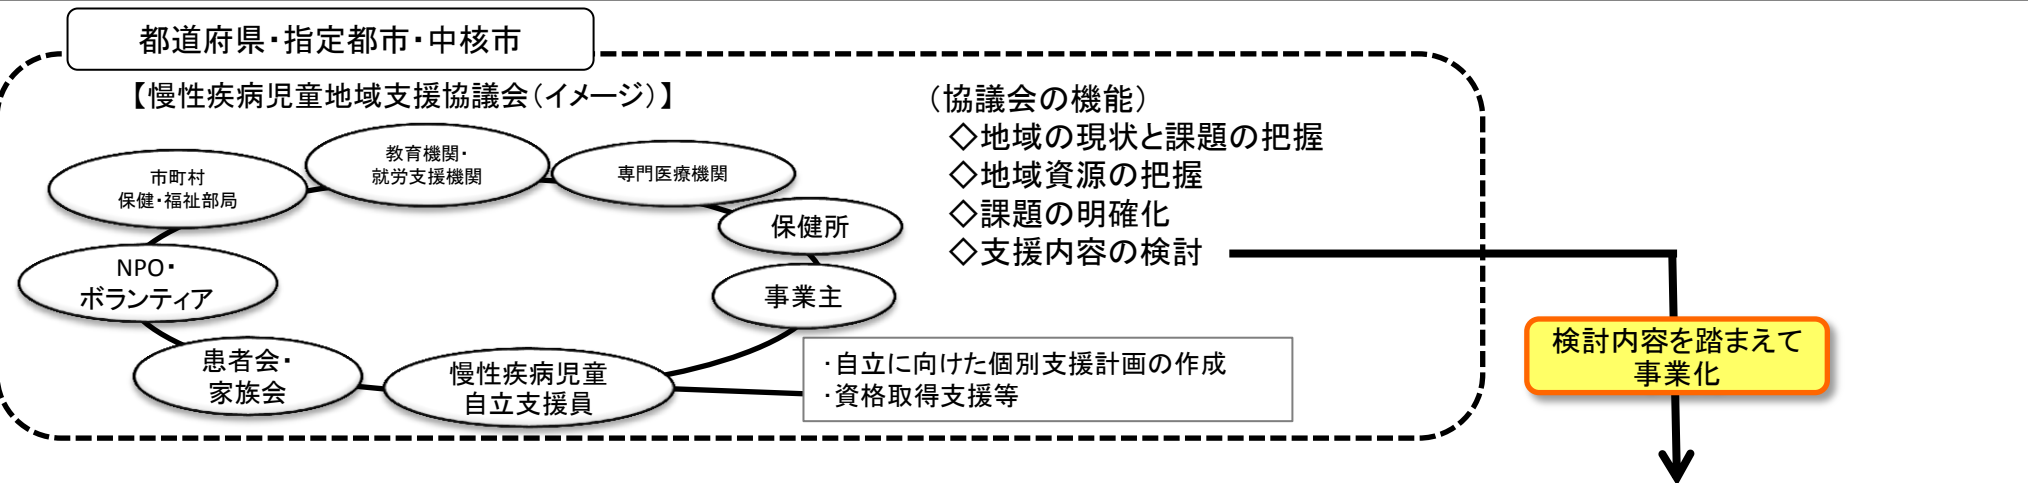 都道府県・指定都市・中核市
【慢性疾病児童地域支援協議会（イメージ）】
市町村
保健・福祉部局
教育機関・
就労支援機関
専門医療機関
保健所
事業主
NPO・
ボランティア
患者会・
家族会
慢性疾病児童
自立支援員
・自立に向けた個別支援計画の作成
・資格取得支援等
（協議会の機能）
◇地域の現状と課題の把握
◇地域資源の把握
◇課題の明確化
◇支援内容の検討
検討内容を踏まえて
事業化